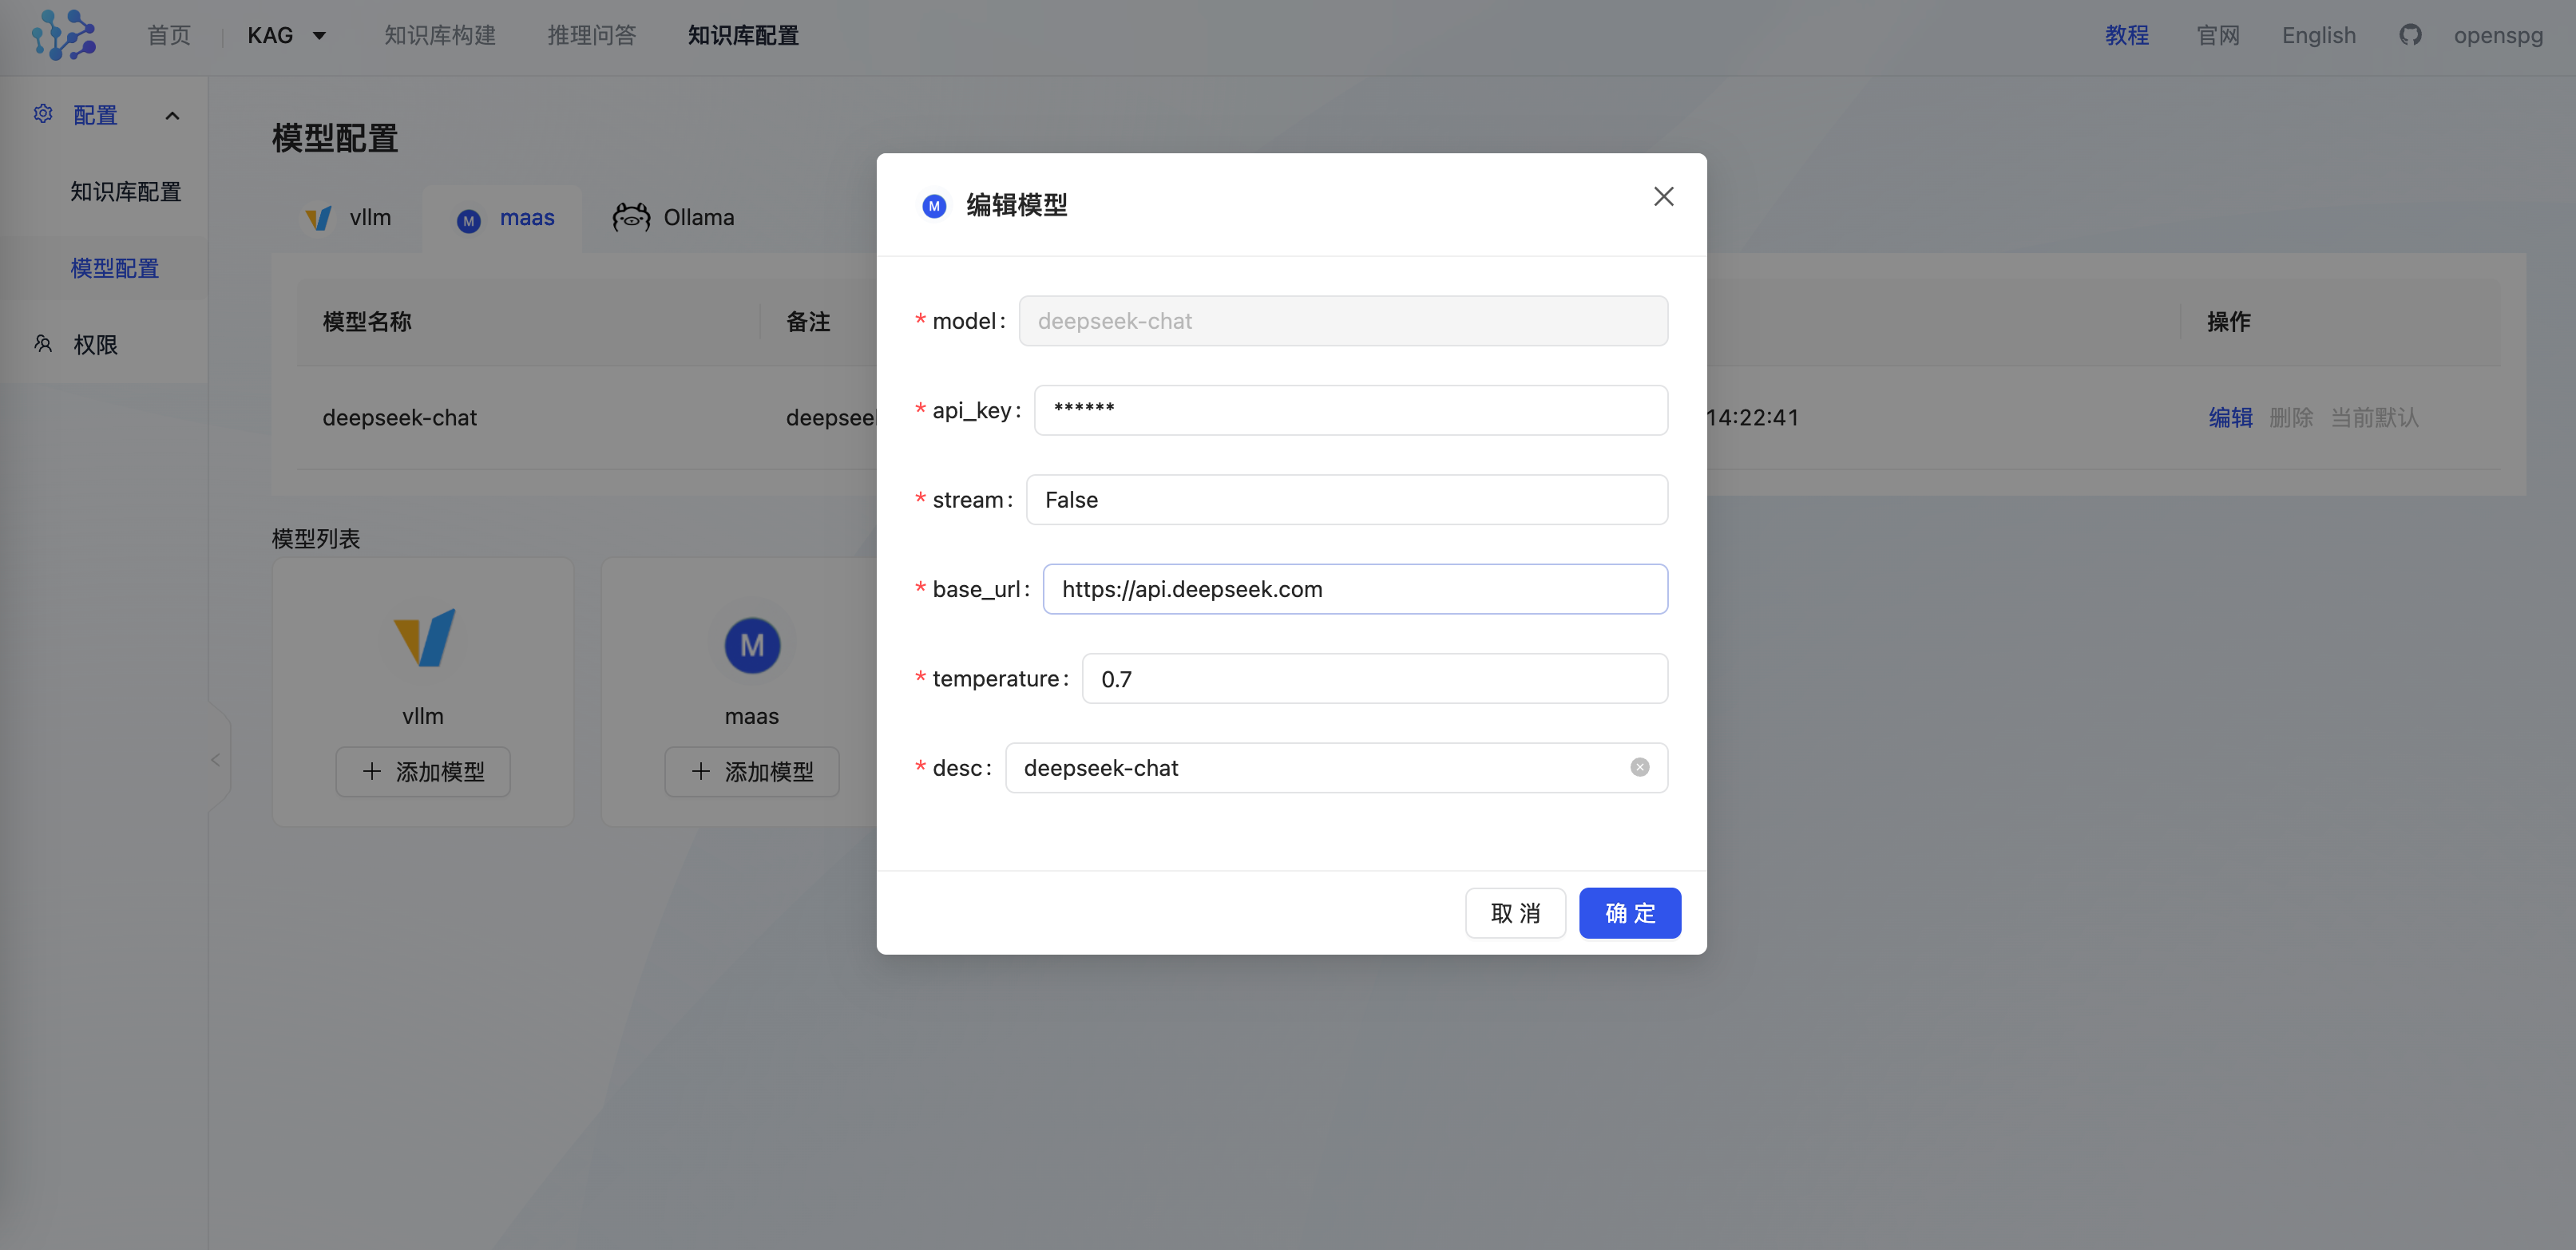 首页 KAG 知识库构建 推理问答 知识库配置 教程 官网 English openspg
配置
知识库配置
模型配置
权限
模型配置
vllm maas Ollama
模型名称 备注 操作
deepseek-chat 14:22:41 编辑 删除 当前默认
模型列表
vllm
添加模型
maas
添加模型
M 编辑模型
* model: deepseek-chat
* api_key: ******
* stream: False
* base_url: https://api.deepseek.com
* temperature: 0.7
* desc: deepseek-chat
取 消 确 定